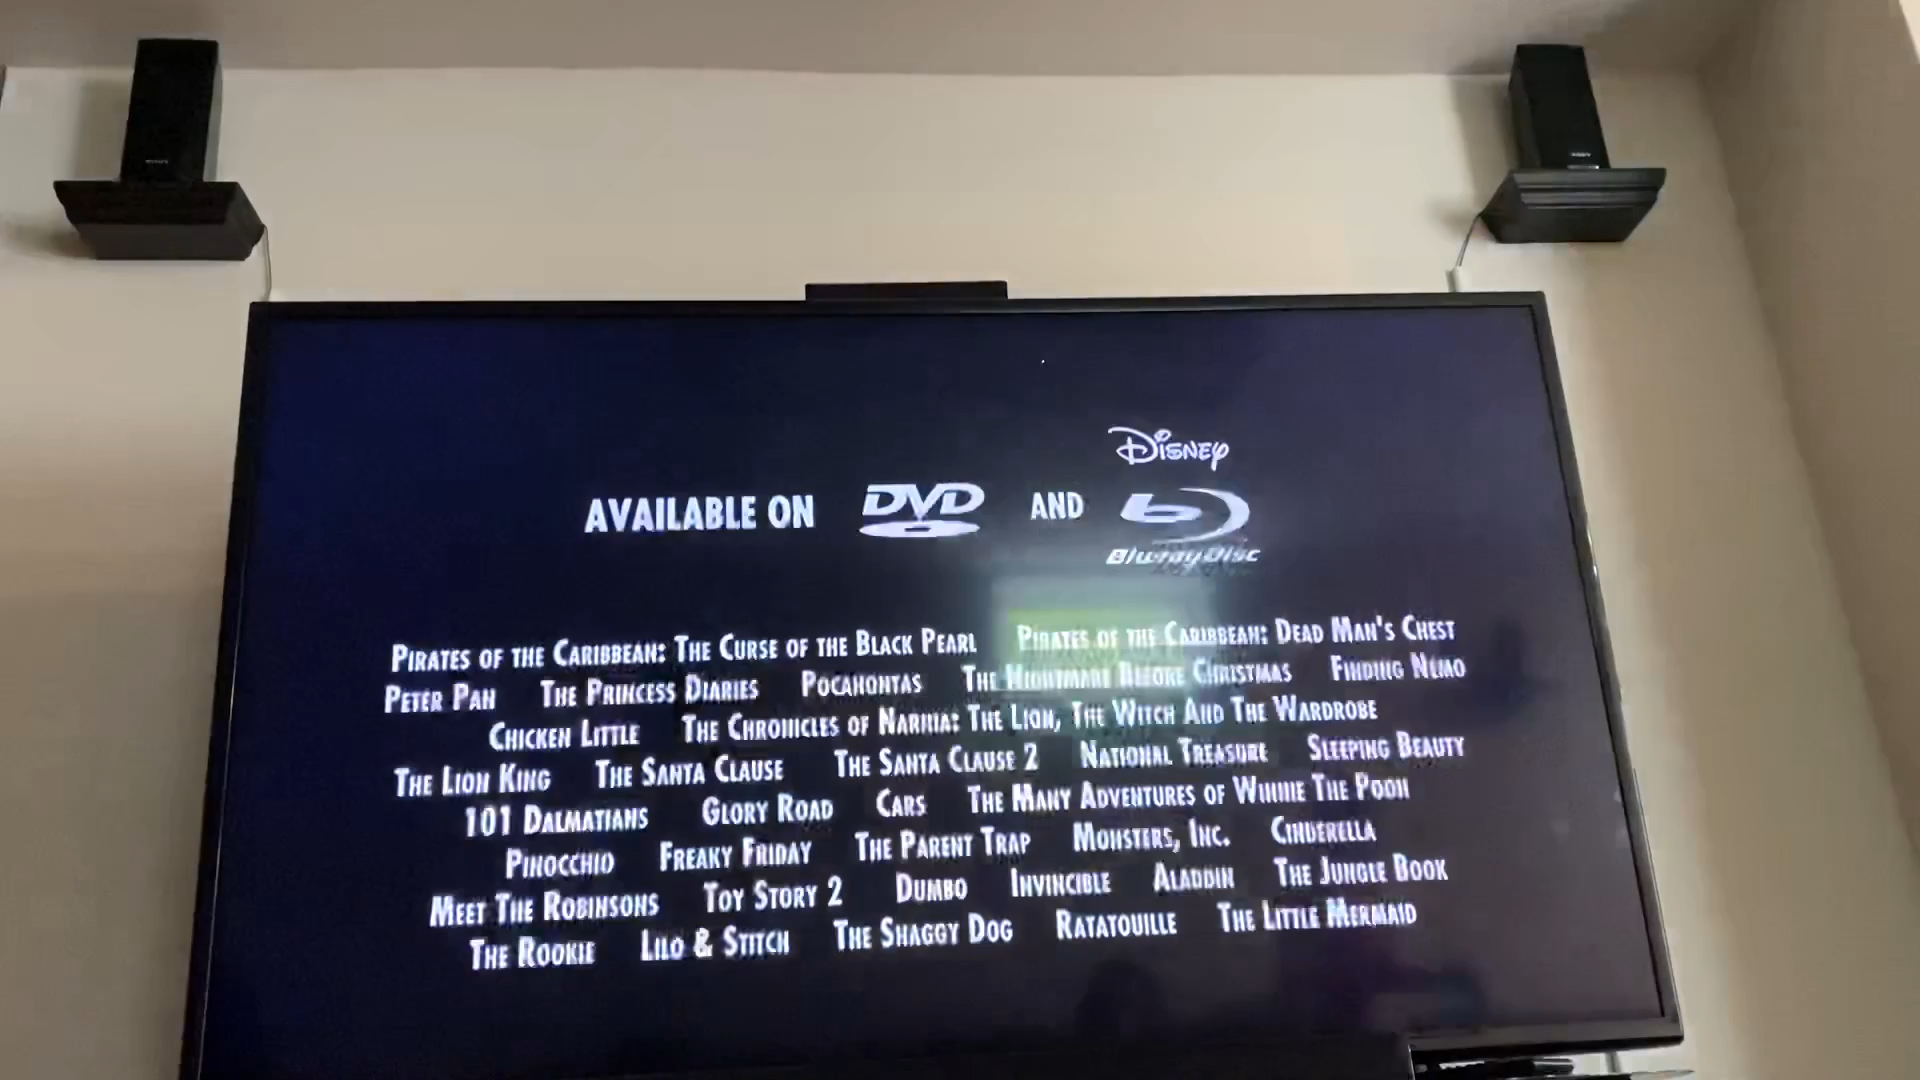 SONY
SONY
Disney
AVAILABLE ON DVD AND Blu-ray Disc
PIRATES OF THE CARIBBEAN: THE CURSE OF THE BLACK PEARL PIRATES OF THE CARIBBEAN: DEAD MAN'S CHEST
PETER PAN THE PRINCESS DIARIES POCAHONTAS THE NIGHTMARE BEFORE CHRISTMAS FINDING NEMO
CHICKEN LITTLE THE CHRONICLES OF NARNIA: THE LION, THE WITCH AND THE WARDROBE
THE LION KING THE SANTA CLAUSE THE SANTA CLAUSE 2 NATIONAL TREASURE SLEEPING BEAUTY
101 DALMATIANS GLORY ROAD CARS THE MANY ADVENTURES OF WINNIE THE POOH
PINOCCHIO FREAKY FRIDAY THE PARENT TRAP MONSTERS, INC. CINDERELLA
MEET THE ROBINSONS TOY STORY 2 DUMBO INVINCIBLE ALADDIN THE JUNGLE BOOK
THE ROOKIE LILO & STITCH THE SHAGGY DOG RATATOUILLE THE LITTLE MERMAID